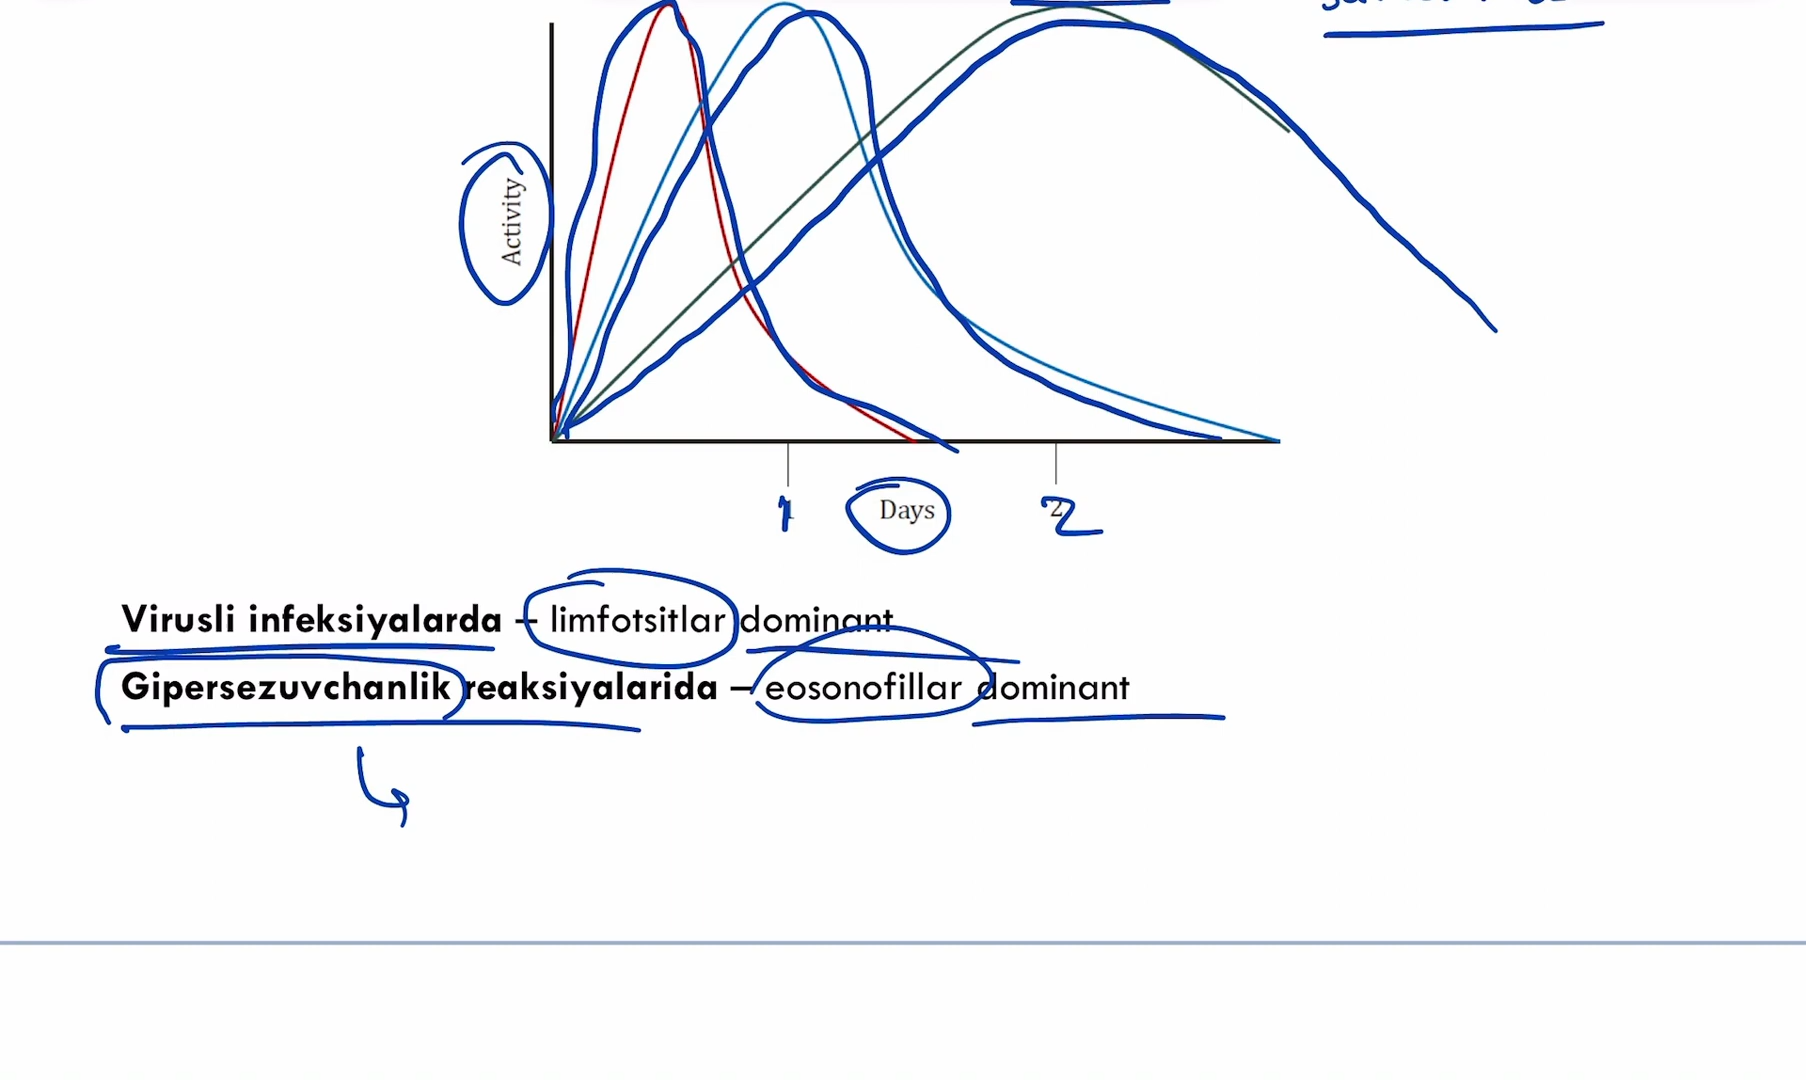 Activity
1 Days 2
Virusli infeksiyalarda – limfotsitlar dominant
Gipersezuvchanlik reaksiyalarida – eosonofillar dominant